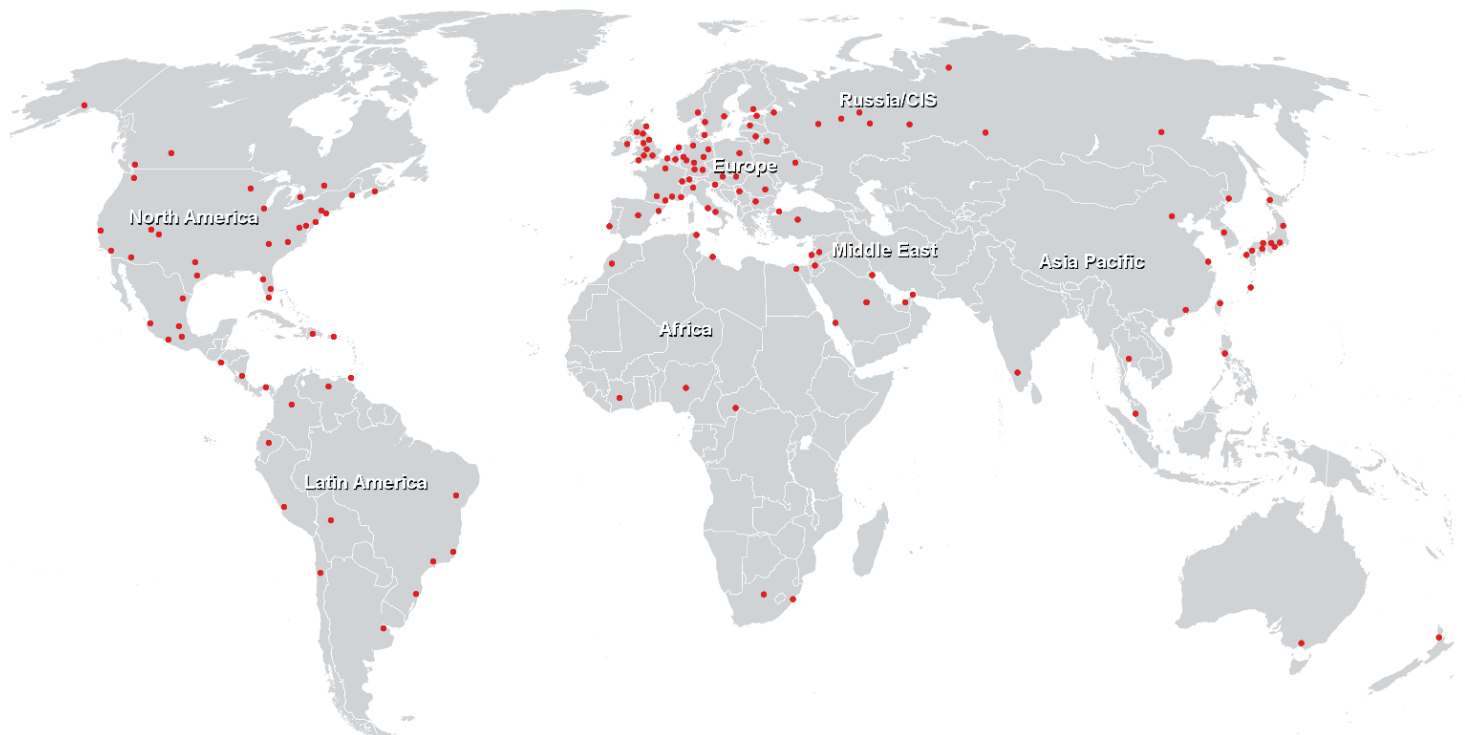 Russia/CIS
Europe
North America
Middle East
Asia Pacific
Africa
Latin America